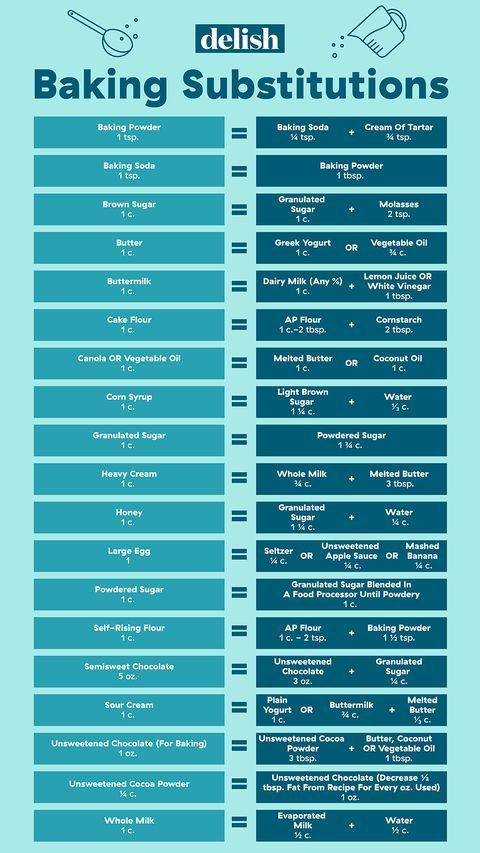 delish
Baking Substitutions
Baking Powder
1 tsp.
=
Baking Soda
¼ tsp.
+
Cream Of Tartar
¾ tsp.
Baking Soda
1 tsp.
=
Baking Powder
1 tbsp.
Brown Sugar
1 c.
=
Granulated
Sugar
1 c.
+
Molasses
2 tsp.
Butter
1 c.
=
Greek Yogurt
1 c.
OR
Vegetable Oil
¾ c.
Buttermilk
1 c.
=
Dairy Milk (Any %)
1 c.
+
Lemon Juice OR
White Vinegar
1 tbsp.
Cake Flour
1 c.
=
AP Flour
1 c.-2 tbsp.
+
Cornstarch
2 tbsp.
Canola OR Vegetable Oil
1 c.
=
Melted Butter
1 c.
OR
Coconut Oil
1 c.
Corn Syrup
1 c.
=
Light Brown
Sugar
1 ¼ c.
+
Water
⅓ c.
Granulated Sugar
1 c.
=
Powdered Sugar
1 ¾ c.
Heavy Cream
1 c.
=
Whole Milk
¾ c.
+
Melted Butter
3 tbsp.
Honey
1 c.
=
Granulated
Sugar
1 ¼ c.
+
Water
¼ c.
Large Egg
1
=
Seltzer
¼ c.
OR
Unsweetened
Apple Sauce
¼ c.
OR
Mashed
Banana
¼ c.
Powdered Sugar
1 c.
=
Granulated Sugar Blended In
A Food Processor Until Powdery
1 c.
Self-Rising Flour
1 c.
=
AP Flour
1 c. - 2 tsp.
+
Baking Powder
1 ½ tsp.
Semisweet Chocolate
5 oz.
=
Unsweetened
Chocolate
3 oz.
+
Granulated
Sugar
¼ c.
Sour Cream
1 c.
=
Plain
Yogurt
1 c.
OR
Buttermilk
¾ c.
+
Melted
Butter
⅓ c.
Unsweetened Chocolate (For Baking)
1 oz.
=
Unsweetened Cocoa
Powder
3 tbsp.
+
Butter, Coconut
OR Vegetable Oil
1 tbsp.
Unsweetened Cocoa Powder
¼ c.
=
Unsweetened Chocolate (Decrease ½
tbsp. Fat From Recipe For Every oz. Used)
1 oz.
Whole Milk
1 c.
=
Evaporated
Milk
½ c.
+
Water
½ c.